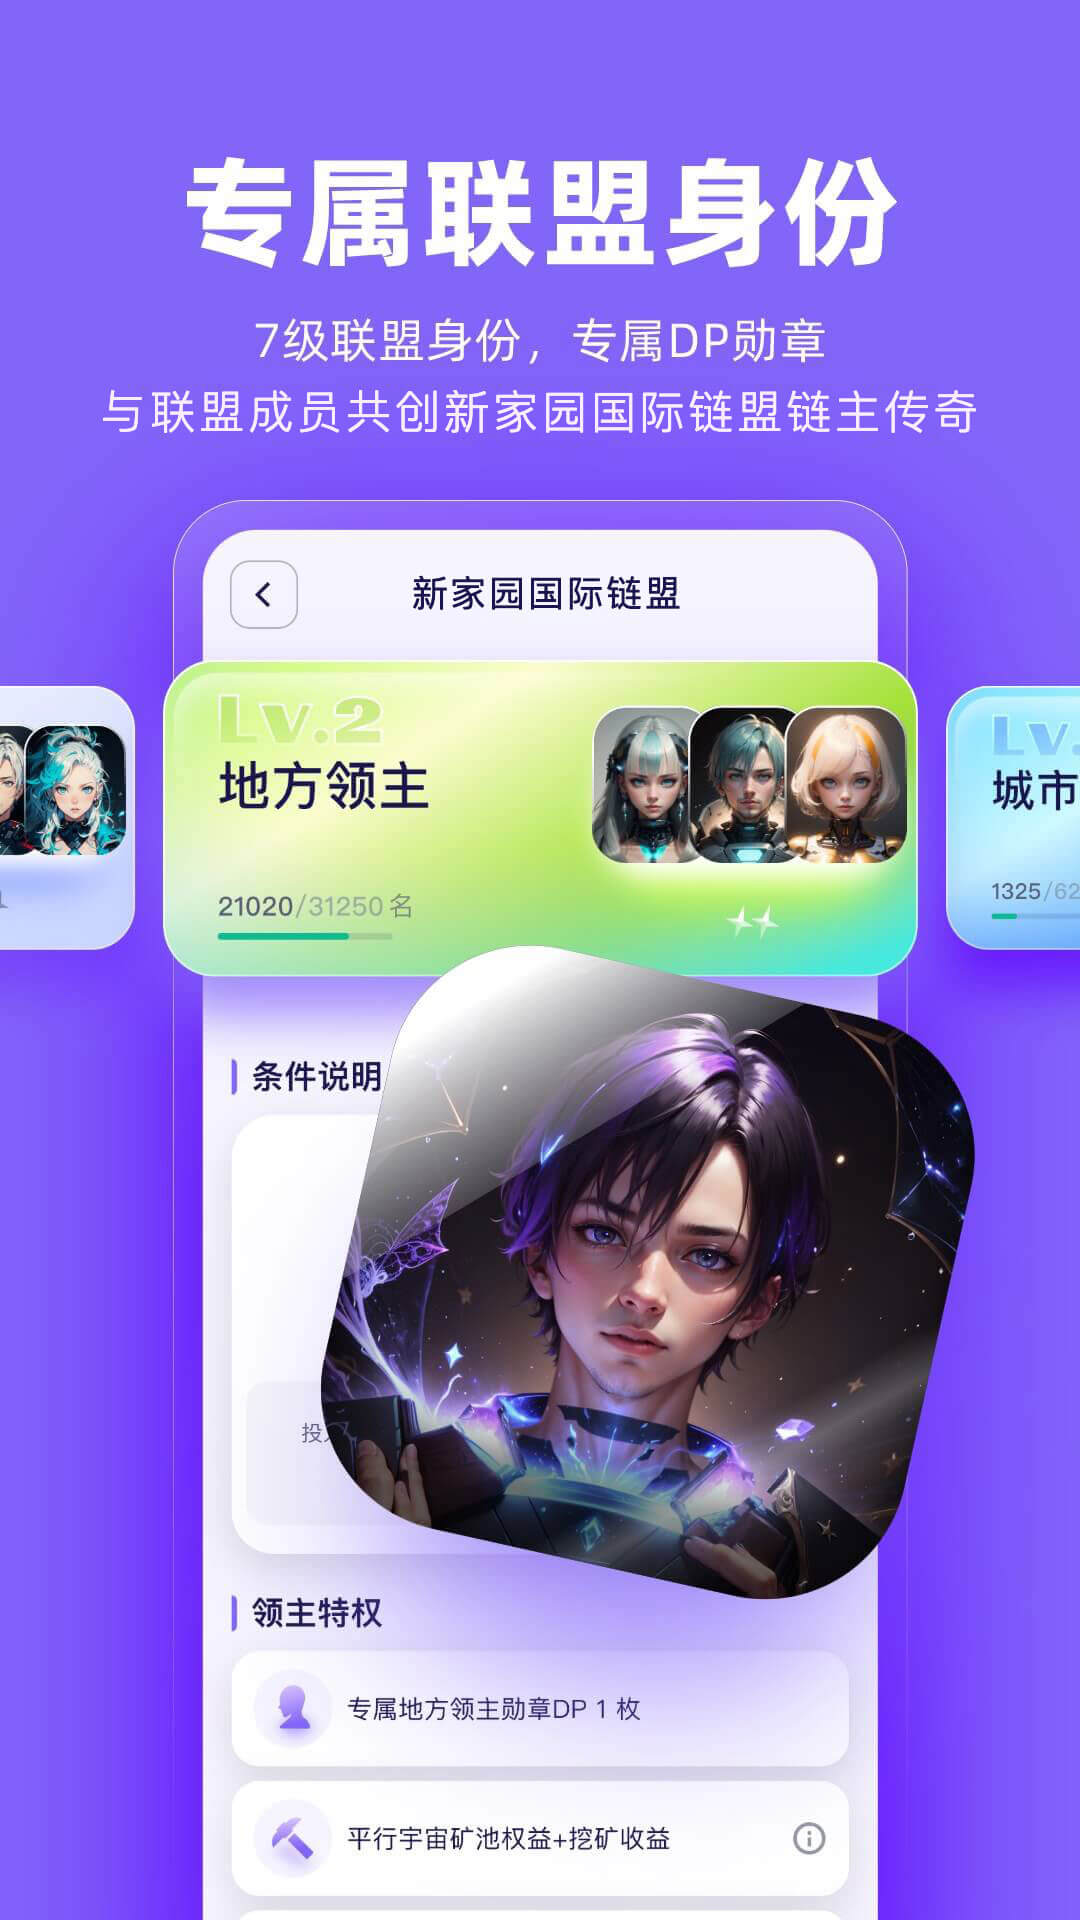 专属联盟身份
7级联盟身份，专属DP勋章
与联盟成员共创新家园国际链盟链主传奇
新家园国际链盟
Lv.2
地方领主
21020/31250 名
Lv.
城市
1325/62
条件说明
投
领主特权
专属地方领主勋章DP 1 枚
平行宇宙矿池权益+挖矿收益